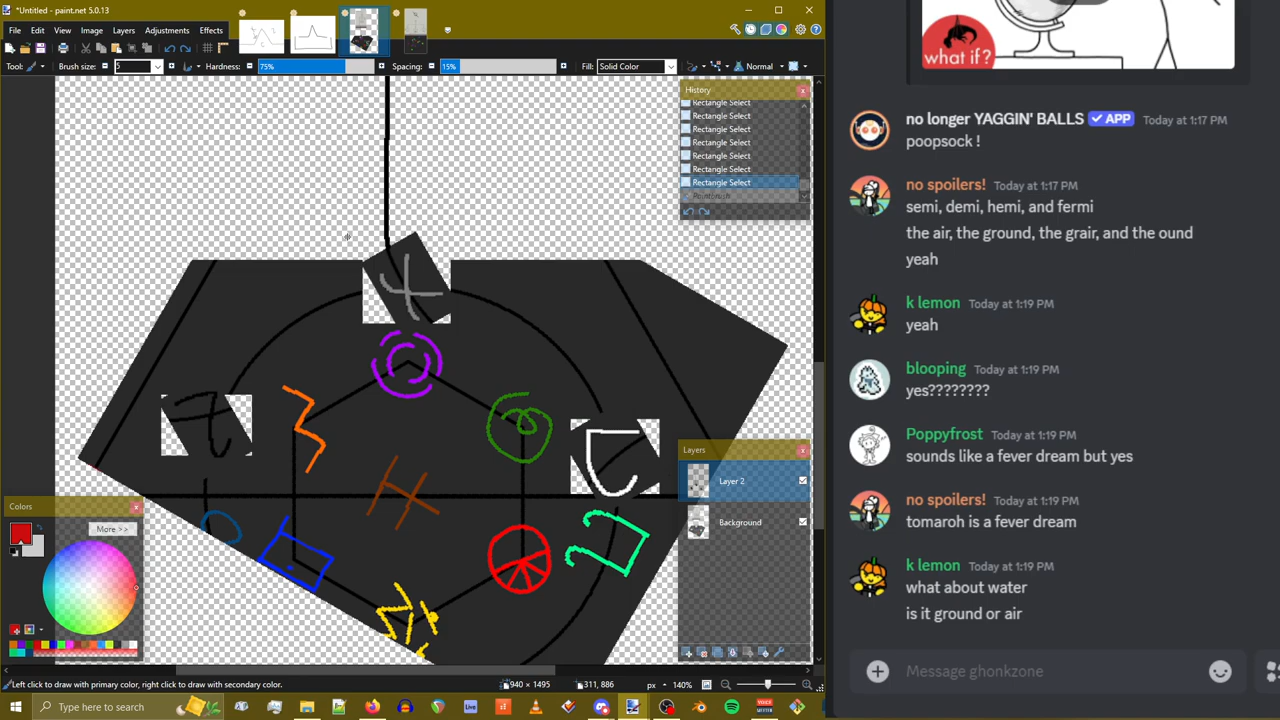 *Untitled - paint.net 5.0.13
File Edit View Image Layers Adjustments Effects
Tool: Brush size: 5 Hardness: 75% Spacing: 15% Fill: Solid Color Normal
History
Rectangle Select
Rectangle Select
Rectangle Select
Rectangle Select
Rectangle Select
Rectangle Select
Rectangle Select
Paintbrush
Layers
Layer 2
Background
Colors
More >>
Left click to draw with primary color, right click to draw with secondary color.
940 × 1495
311, 886
px
140%
Type here to search
Live
VOICE MEETER
what if?
no longer YAGGIN' BALLS APP Today at 1:17 PM
poopsock !
no spoilers! Today at 1:17 PM
semi, demi, hemi, and fermi
the air, the ground, the grair, and the ound
yeah
k lemon Today at 1:19 PM
yeah
blooping Today at 1:19 PM
yes????????
Poppyfrost Today at 1:19 PM
sounds like a fever dream but yes
no spoilers! Today at 1:19 PM
tomaroh is a fever dream
k lemon Today at 1:19 PM
what about water
is it ground or air
Message ghonkzone